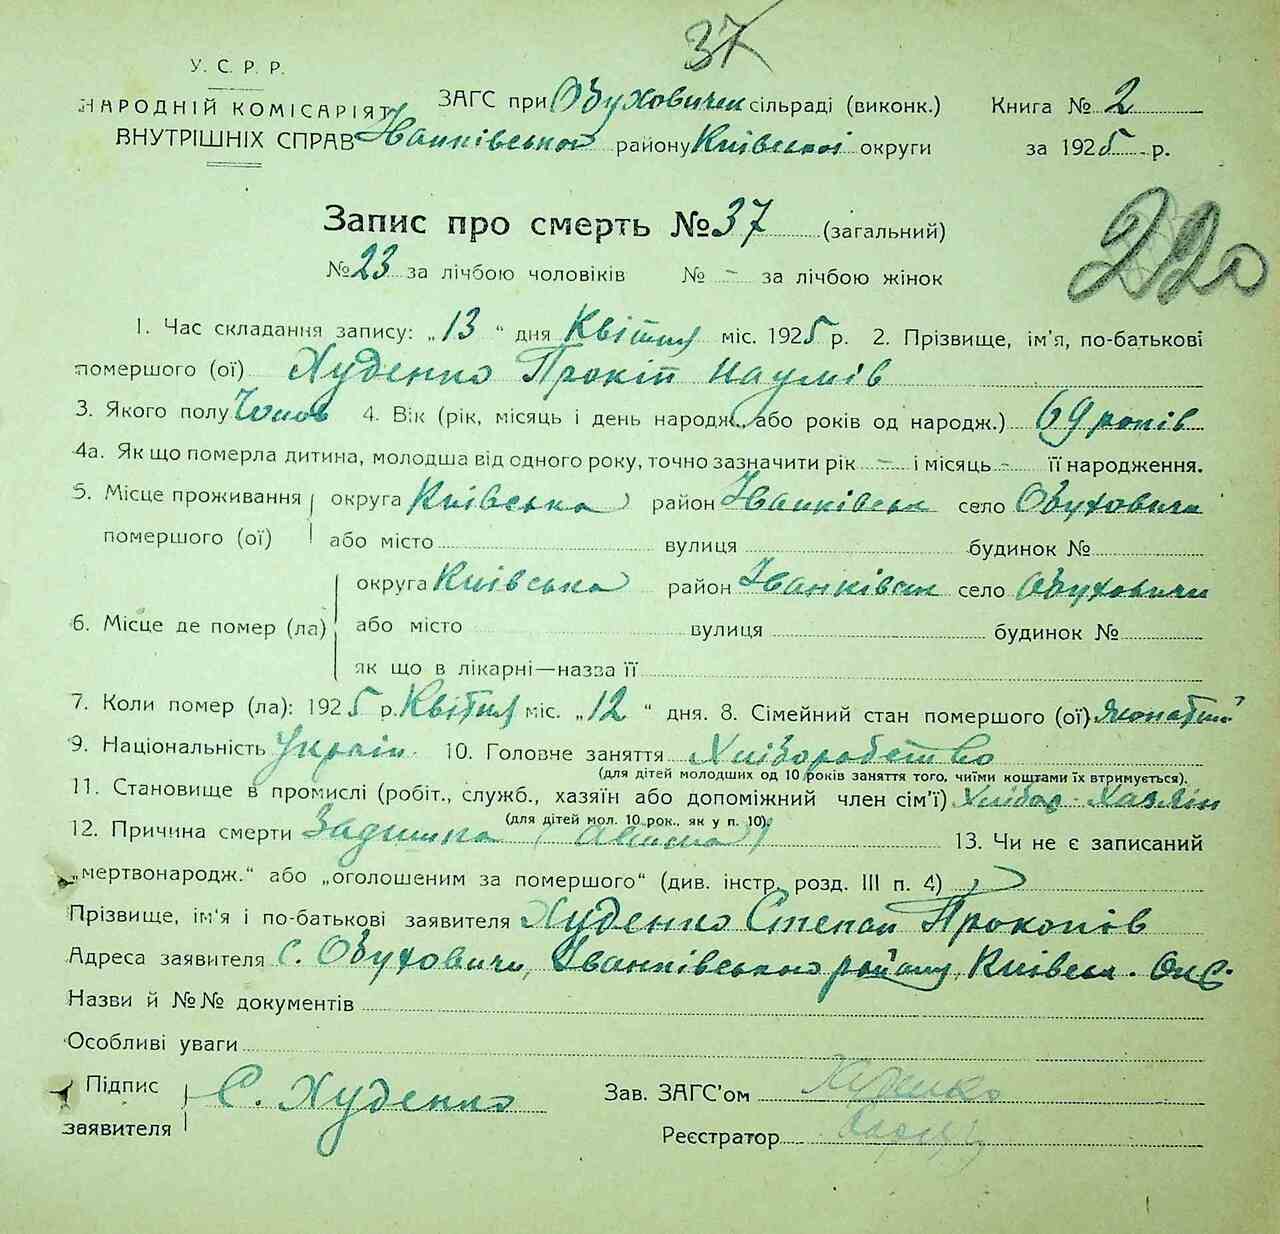 37
У. С. Р. Р.
НАРОДНІЙ КОМІСАРІЯТ ЗАГС при Обуховичек сільраді (виконк.) Книга № 2
ВНУТРІШНІХ СПРАВ Іванківського району Київської округи за 1925 р.
Запис про смерть № 37 (загальний)
220
№ 23 за лічбою чоловіків № - за лічбою жінок
1. Час складання запису: „13" дня Квітня міс. 1925 р. 2. Прізвище, ім'я, по-батькові
помершого (ої) Худенко Прокіп Наумів
3. Якого полу Чолов 4. Вік (рік, місяць і день народж., або років од народж.) 69 років
4а. Як що померла дитина, молодша від одного року, точно зазначити рік - і місяць - її народження.
5. Місце проживання округа Київська район Іванківськ село Обуховичи
помершого (ої) або місто вулиця будинок №
округа Київська район Іванківськ село Обуховичи
6. Місце де помер (ла) або місто вулиця будинок №
як що в лікарні—назва її
7. Коли помер (ла): 1925 р. Квітня міс. „12" дня. 8. Сімейний стан помершого (ої) жонатий
9. Національність Україн. 10. Головне заняття Хліборобство
(для дітей молодших од 10 років заняття того, чиїми коштами їх втримується).
11. Становище в промислі (робіт., служб., хазяїн або допоміжний член сім'ї) Хлібор. Хазяїн
(для дітей мол. 10 рок., як у п. 10)
12. Причина смерти Задишка 13. Чи не є записаний
„мертвонародж." або „оголошеним за помершого" (див. інстр. розд. III п. 4)
Прізвище, ім'я і по-батькові заявителя Худенко Степан Прокопів
Адреса заявителя с. Обуховичи, Іванківського району, Київськ. Окр.
Назви й №№ документів
Особливі уваги
Підпис С. Худенко Зав. ЗАГС'ом
заявителя Реєстратор